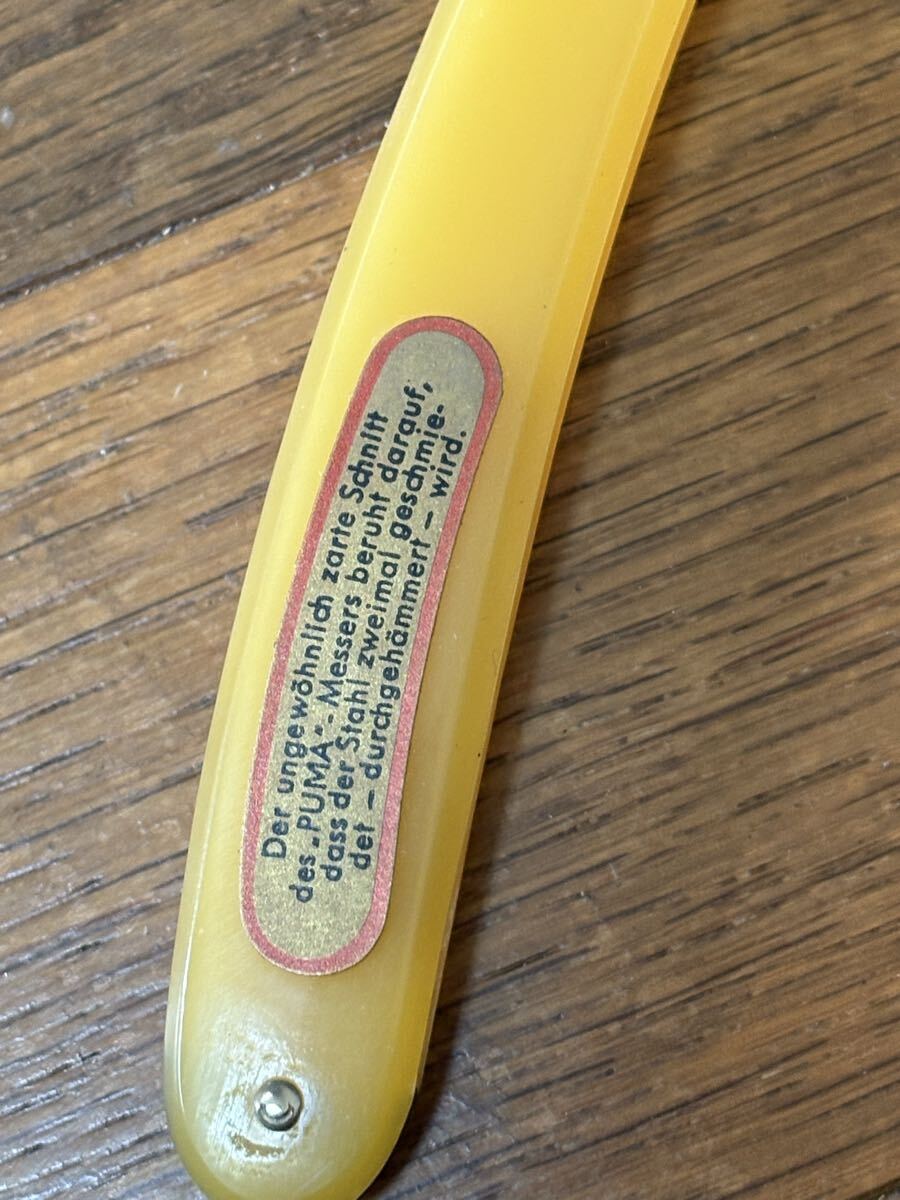 Der ungewöhnlich zarte Schnitt
des „PUMA“-Messers beruht darauf,
dass der Stahl zweimal geschmie-
det – durchgehämmert – wird.